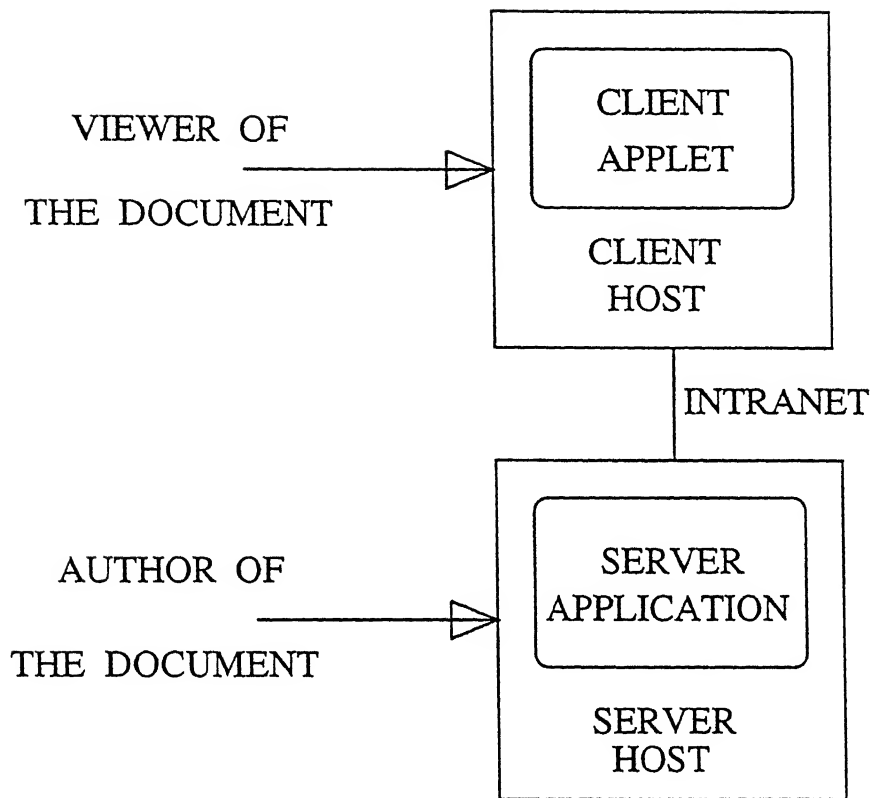 CLIENT
APPLET
VIEWER OF
THE DOCUMENT
CLIENT
HOST
INTRANET
SERVER
APPLICATION
AUTHOR OF
THE DOCUMENT
SERVER
HOST